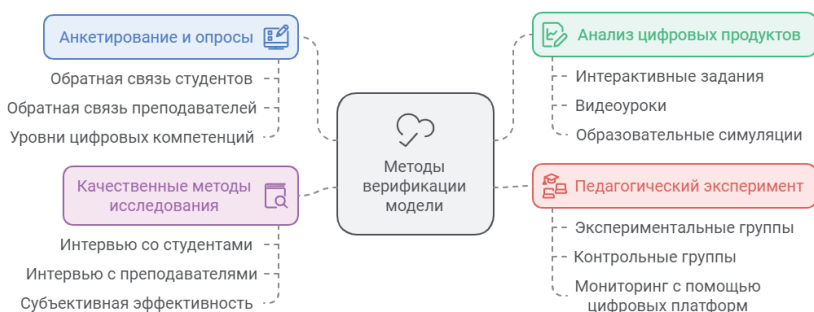 Анкетирование и опросы
Обратная связь студентов
Обратная связь преподавателей
Уровни цифровых компетенций
Качественные методы
исследования
Интервью со студентами
Интервью с преподавателями
Субъективная эффективность
Методы
верификации
модели
Анализ цифровых продуктов
Интерактивные задания
Видеоуроки
Образовательные симуляции
Педагогический эксперимент
Экспериментальные группы
Контрольные группы
Мониторинг с помощью
цифровых платформ